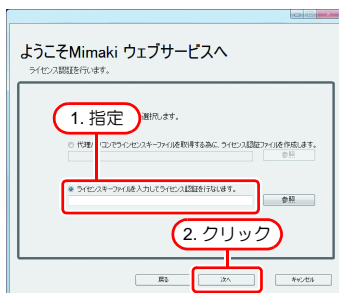 ようこそMimaki ウェブサービスへ
ライセンス認証を行います。
1. 指定
選択します。
代理パソコンでラインセンスキーファイルを取得する為に、ライセンス認証ファイルを作成します。
参照
ライセンスキーファイルを入力してライセンス認証を行ないます。
参照
2. クリック
戻る
次へ
キャンセル